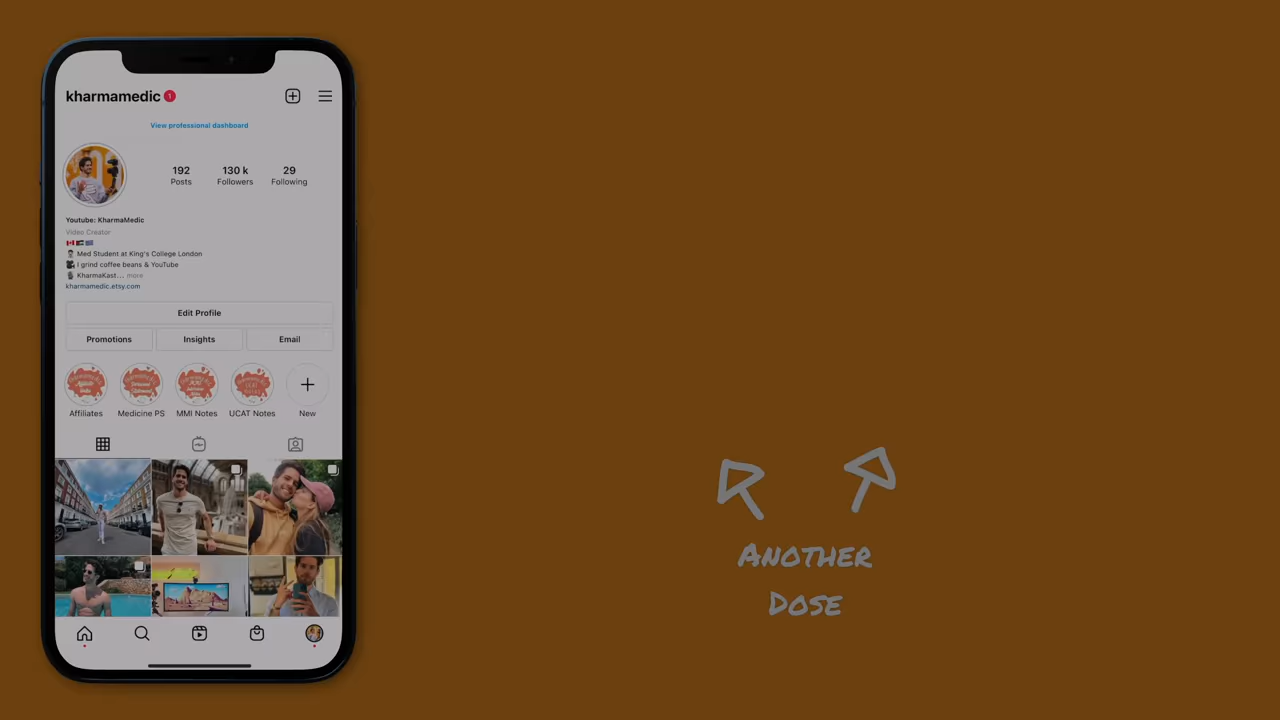 kharmamedic 1
View professional dashboard
192 130 k 29
Posts Followers Following
Youtube: KharmaMedic
Video Creator
Med Student at King's College London
I grind coffee beans & YouTube
KharmaKast... more
kharmamedic.etsy.com
Edit Profile
Promotions Insights Email
Affiliates Medicine PS MMI Notes UCAT Notes New
Another
Dose